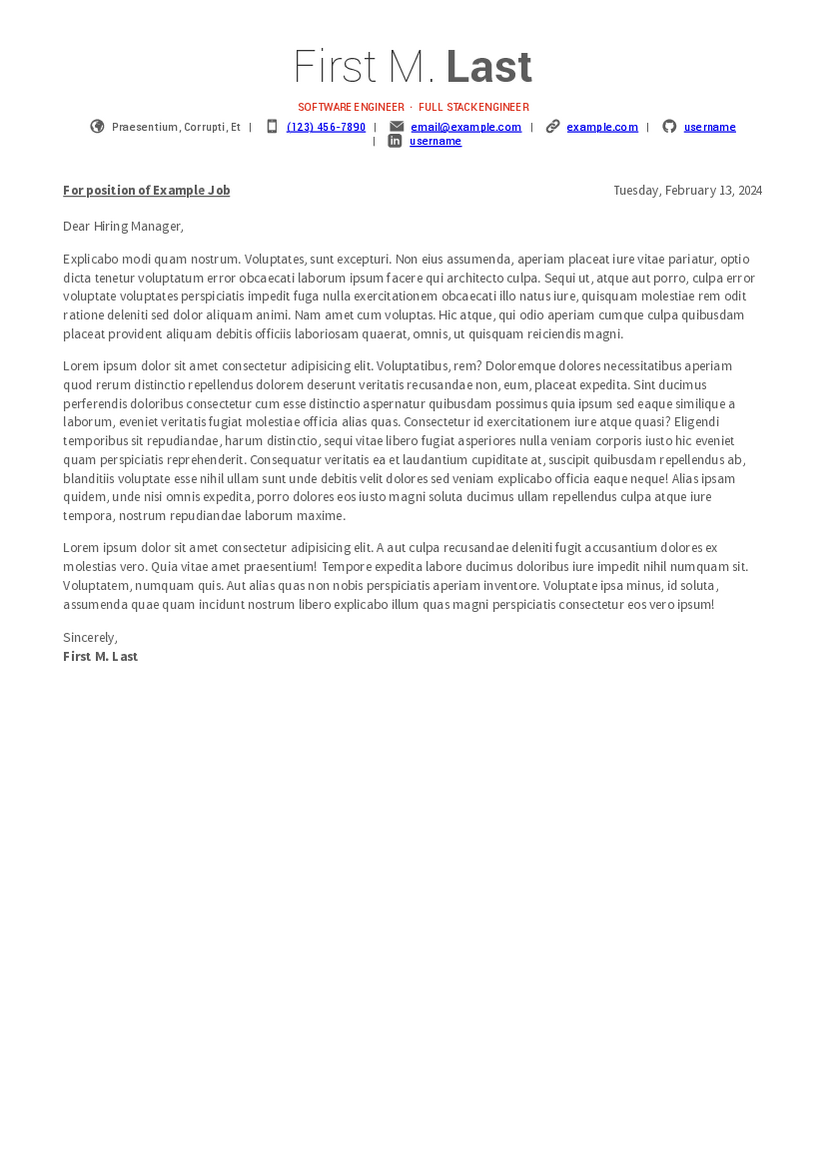 First M. Last
SOFTWARE ENGINEER · FULL STACK ENGINEER
Praesentium, Corrupti, Et | (123) 456-7890 | email@example.com | example.com | username
| username
For position of Example Job Tuesday, February 13, 2024
Dear Hiring Manager,
Explicabo modi quam nostrum. Voluptates, sunt excepturi. Non eius assumenda, aperiam placeat iure vitae pariatur, optio
dicta tenetur voluptatum error obcaecati laborum ipsum facere qui architecto culpa. Sequi ut, atque aut porro, culpa error
voluptate voluptates perspiciatis impedit fuga nulla exercitationem obcaecati illo natus iure, quisquam molestiae rem odit
ratione deleniti sed dolor aliquam animi. Nam amet cum voluptas. Hic atque, qui odio aperiam cumque culpa quibusdam
placeat provident aliquam debitis officiis laboriosam quaerat, omnis, ut quisquam reiciendis magni.
Lorem ipsum dolor sit amet consectetur adipisicing elit. Voluptatibus, rem? Doloremque dolores necessitatibus aperiam
quod rerum distinctio repellendus dolorem deserunt veritatis recusandae non, eum, placeat expedita. Sint ducimus
perferendis doloribus consectetur cum esse distinctio aspernatur quibusdam possimus quia ipsum sed eaque similique a
laborum, eveniet veritatis fugiat molestiae officia alias quas. Consectetur id exercitationem iure atque quasi? Eligendi
temporibus sit repudiandae, harum distinctio, sequi vitae libero fugiat asperiores nulla veniam corporis iusto hic eveniet
quam perspiciatis reprehenderit. Consequatur veritatis ea et laudantium cupiditate at, suscipit quibusdam repellendus ab,
blanditiis voluptate esse nihil ullam sunt unde debitis velit dolores sed veniam explicabo officia eaque neque! Alias ipsam
quidem, unde nisi omnis expedita, porro dolores eos iusto magni soluta ducimus ullam repellendus culpa atque iure
tempora, nostrum repudiandae laborum maxime.
Lorem ipsum dolor sit amet consectetur adipisicing elit. A aut culpa recusandae deleniti fugit accusantium dolores ex
molestias vero. Quia vitae amet praesentium! Tempore expedita labore ducimus doloribus iure impedit nihil numquam sit.
Voluptatem, numquam quis. Aut alias quas non nobis perspiciatis aperiam inventore. Voluptate ipsa minus, id soluta,
assumenda quae quam incidunt nostrum libero explicabo illum quas magni perspiciatis consectetur eos vero ipsum!
Sincerely,
First M. Last